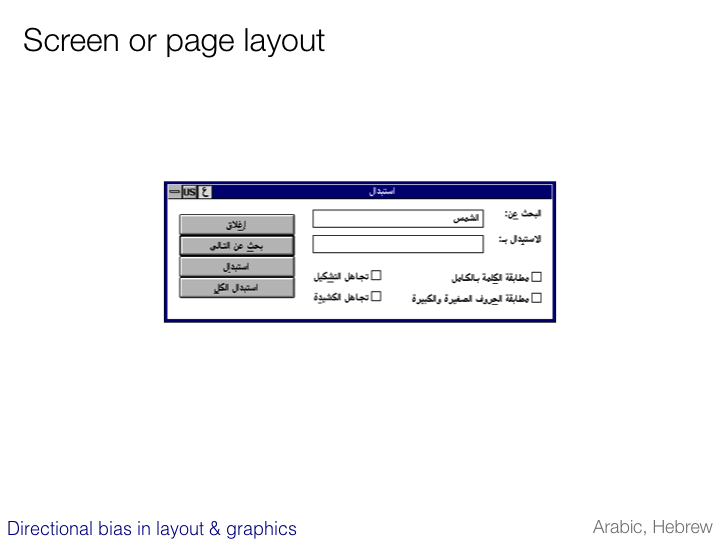 Screen or page layout
US ع
استبدال
البحث عن:
الشمس
الاستبدال بـ:
إغلاق
بحث عن التالي
استبدال
استبدال الكل
مطابقة الكلمة بالكامل
تجاهل التشكيل
مطابقة الحروف الصغيرة والكبيرة
تجاهل الكشيدة
Directional bias in layout & graphics
Arabic, Hebrew